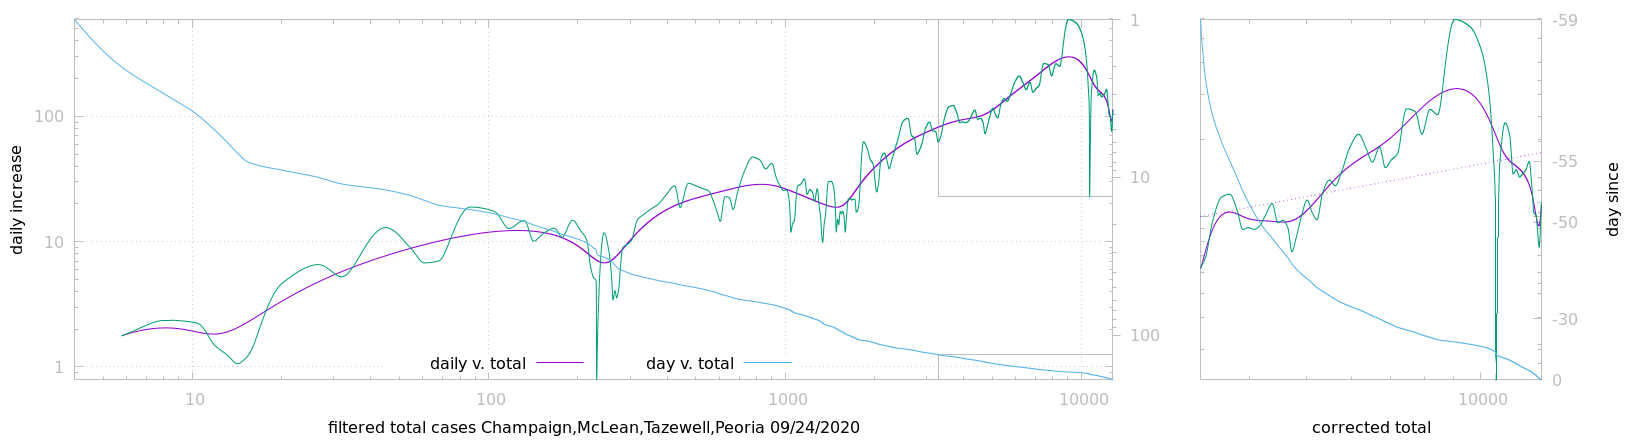 daily increase
100
10
1
1
10
100
daily v. total
day v. total
10
100
1000
10000
filtered total cases Champaign,McLean,Tazewell,Peoria 09/24/2020
-59
-55
-50
-30
0
day since
10000
corrected total